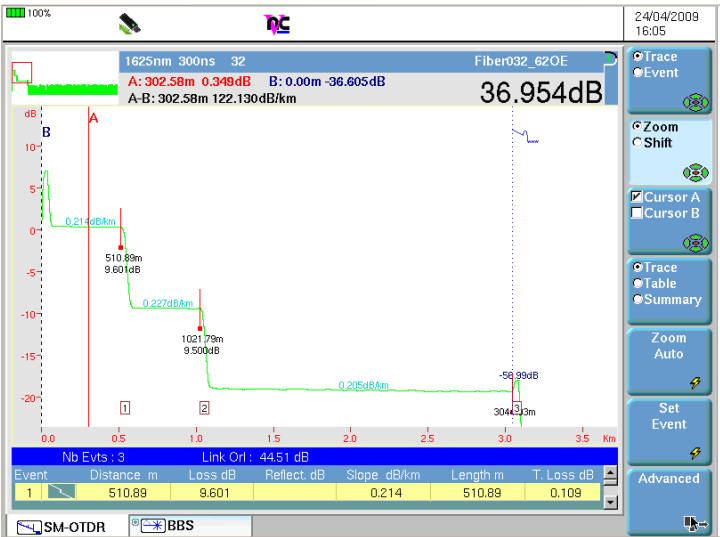 100%
24/04/2009
16:05
1625nm 300ns 32 Fiber032_62OE
A: 302.58m 0.349dB B: 0.00m -36.605dB
A-B: 302.58m 122.130dB/km
36.954dB
Trace
Event
Zoom
Shift
Cursor A
Cursor B
Trace
Table
Summary
Zoom
Auto
Set
Event
Advanced
dB
B
A
10
5
0
-5
-10
-15
-20
0.214dB/km
510.89m
9.601dB
0.227dB/km
1021.79m
9.500dB
0.205dB/km
1
2
3
0.0 0.5 1.0 1.5 2.0 2.5 3.0 3.5 Km
Nb Evts : 3 Link Orl : 44.51 dB
Event Distance m Loss dB Reflect. dB Slope dB/km Length m T. Loss dB
1 510.89 9.601 0.214 510.89 0.109
SM-OTDR
BBS